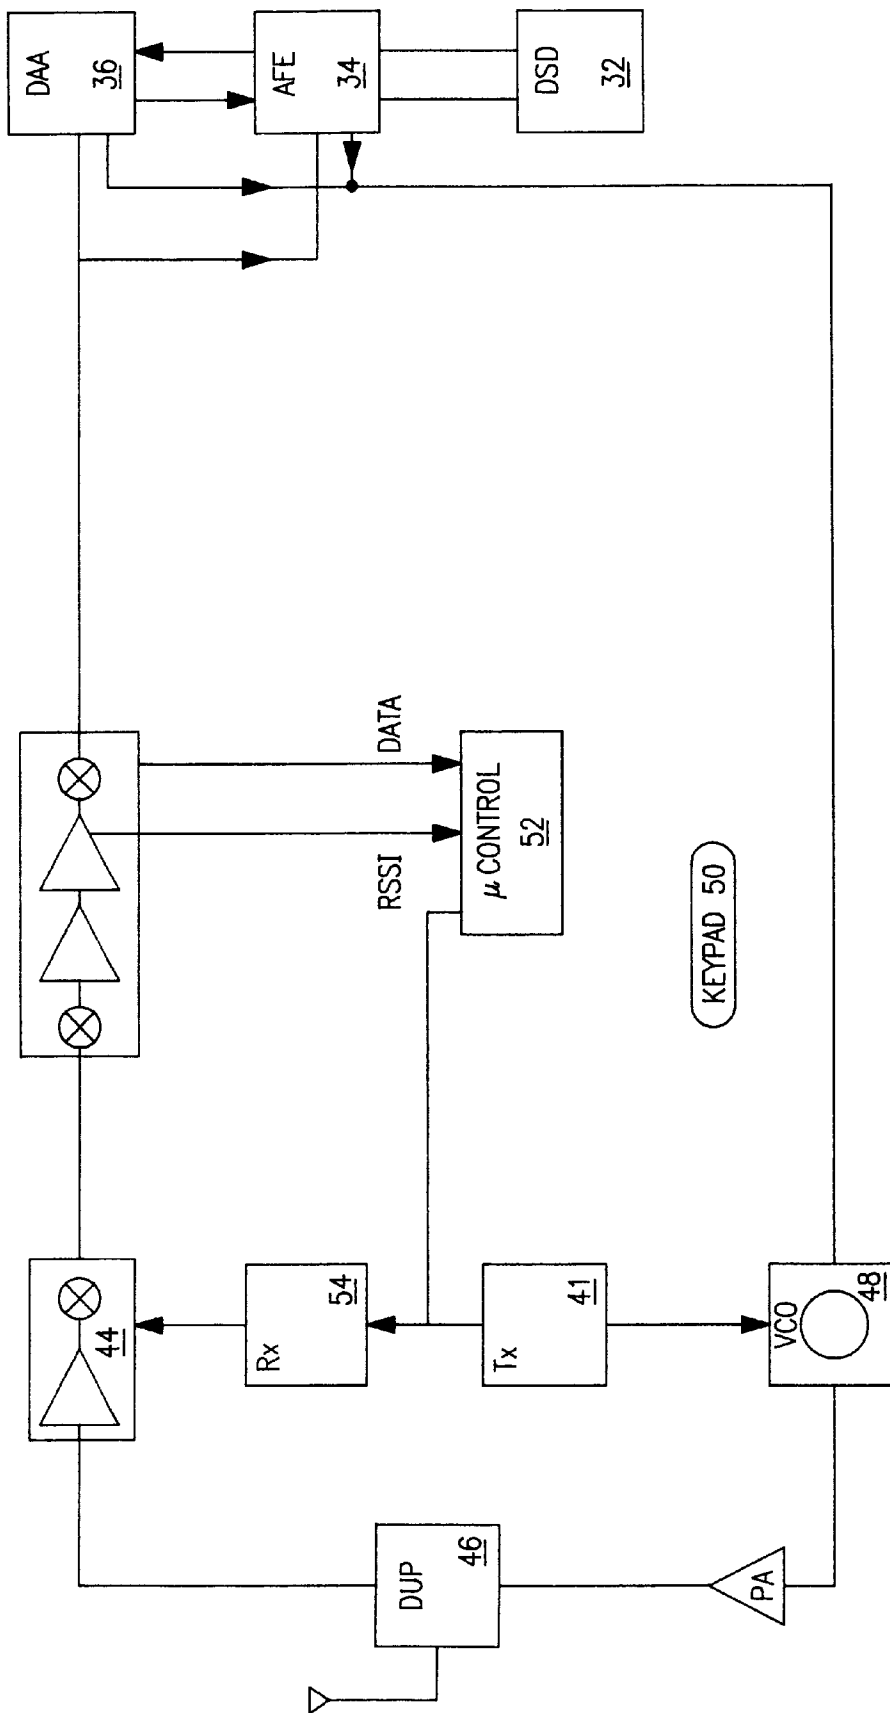 DUP
46
PA
44
Rx
54
Tx
41
VCO
48
RSSI
DATA
μ CONTROL
52
KEYPAD 50
DAA
36
AFE
34
DSD
32